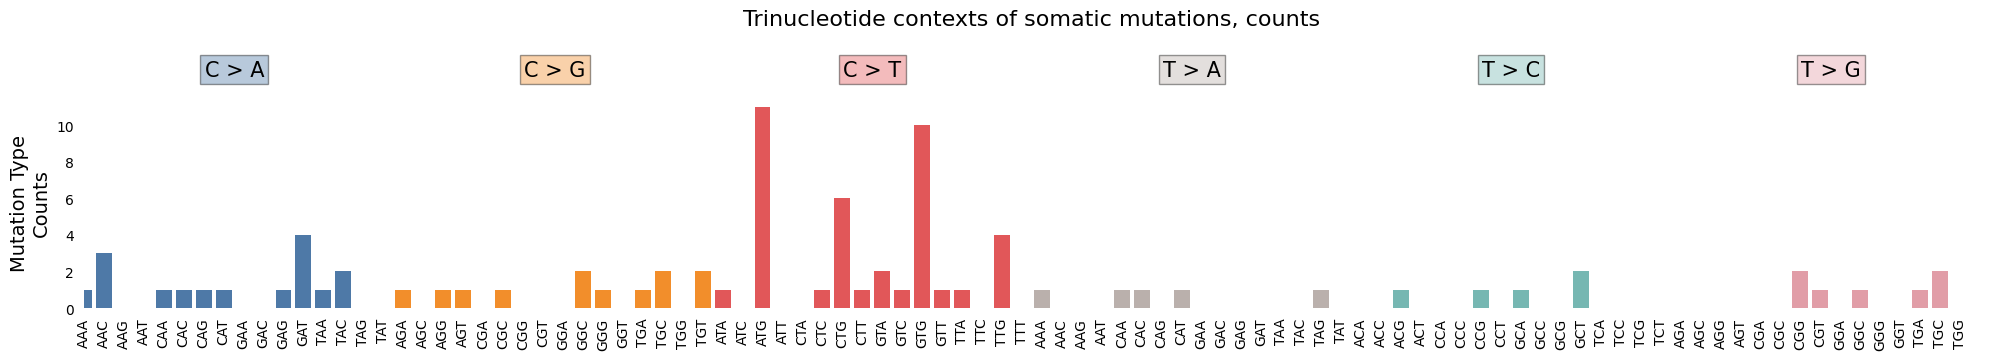 Trinucleotide contexts of somatic mutations, counts
C > A C > G C > T T > A T > C T > G
Mutation Type
Counts
10
8
6
4
2
0
AAA AAC AAG AAT CAA CAC CAG CAT GAA GAC GAG GAT TAA TAC TAG TAT AGA AGC AGG AGT CGA CGC CGG CGT GGA GGC GGG GGT TGA TGC TGG TGT ATA ATC ATG ATT CTA CTC CTG CTT GTA GTC GTG GTT TTA TTC TTG TTT AAA AAC AAG AAT CAA CAC CAG CAT GAA GAC GAG GAT TAA TAC TAG TAT ACA ACC ACG ACT CCA CCC CCG CCT GCA GCC GCG GCT TCA TCC TCG TCT AGA AGC AGG AGT CGA CGC CGG CGT GGA GGC GGG GGT TGA TGC TGG